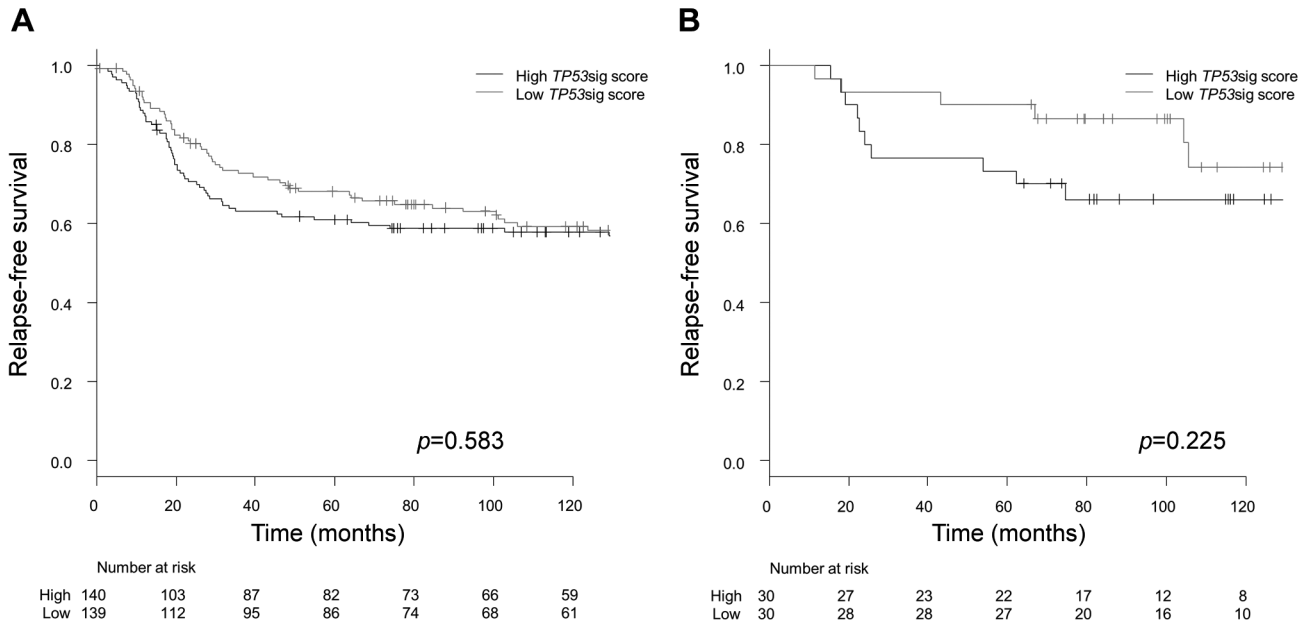 A
Relapse-free survival
1.0
0.8
0.6
0.4
0.2
0.0
High TP53sig score
Low TP53sig score
p=0.583
0 20 40 60 80 100 120
Time (months)
Number at risk
High 140 103 87 82 73 66 59
Low 139 112 95 86 74 68 61
B
Relapse-free survival
1.0
0.8
0.6
0.4
0.2
0.0
High TP53sig score
Low TP53sig score
p=0.225
0 20 40 60 80 100 120
Time (months)
Number at risk
High 30 27 23 22 17 12 8
Low 30 28 28 27 20 16 10